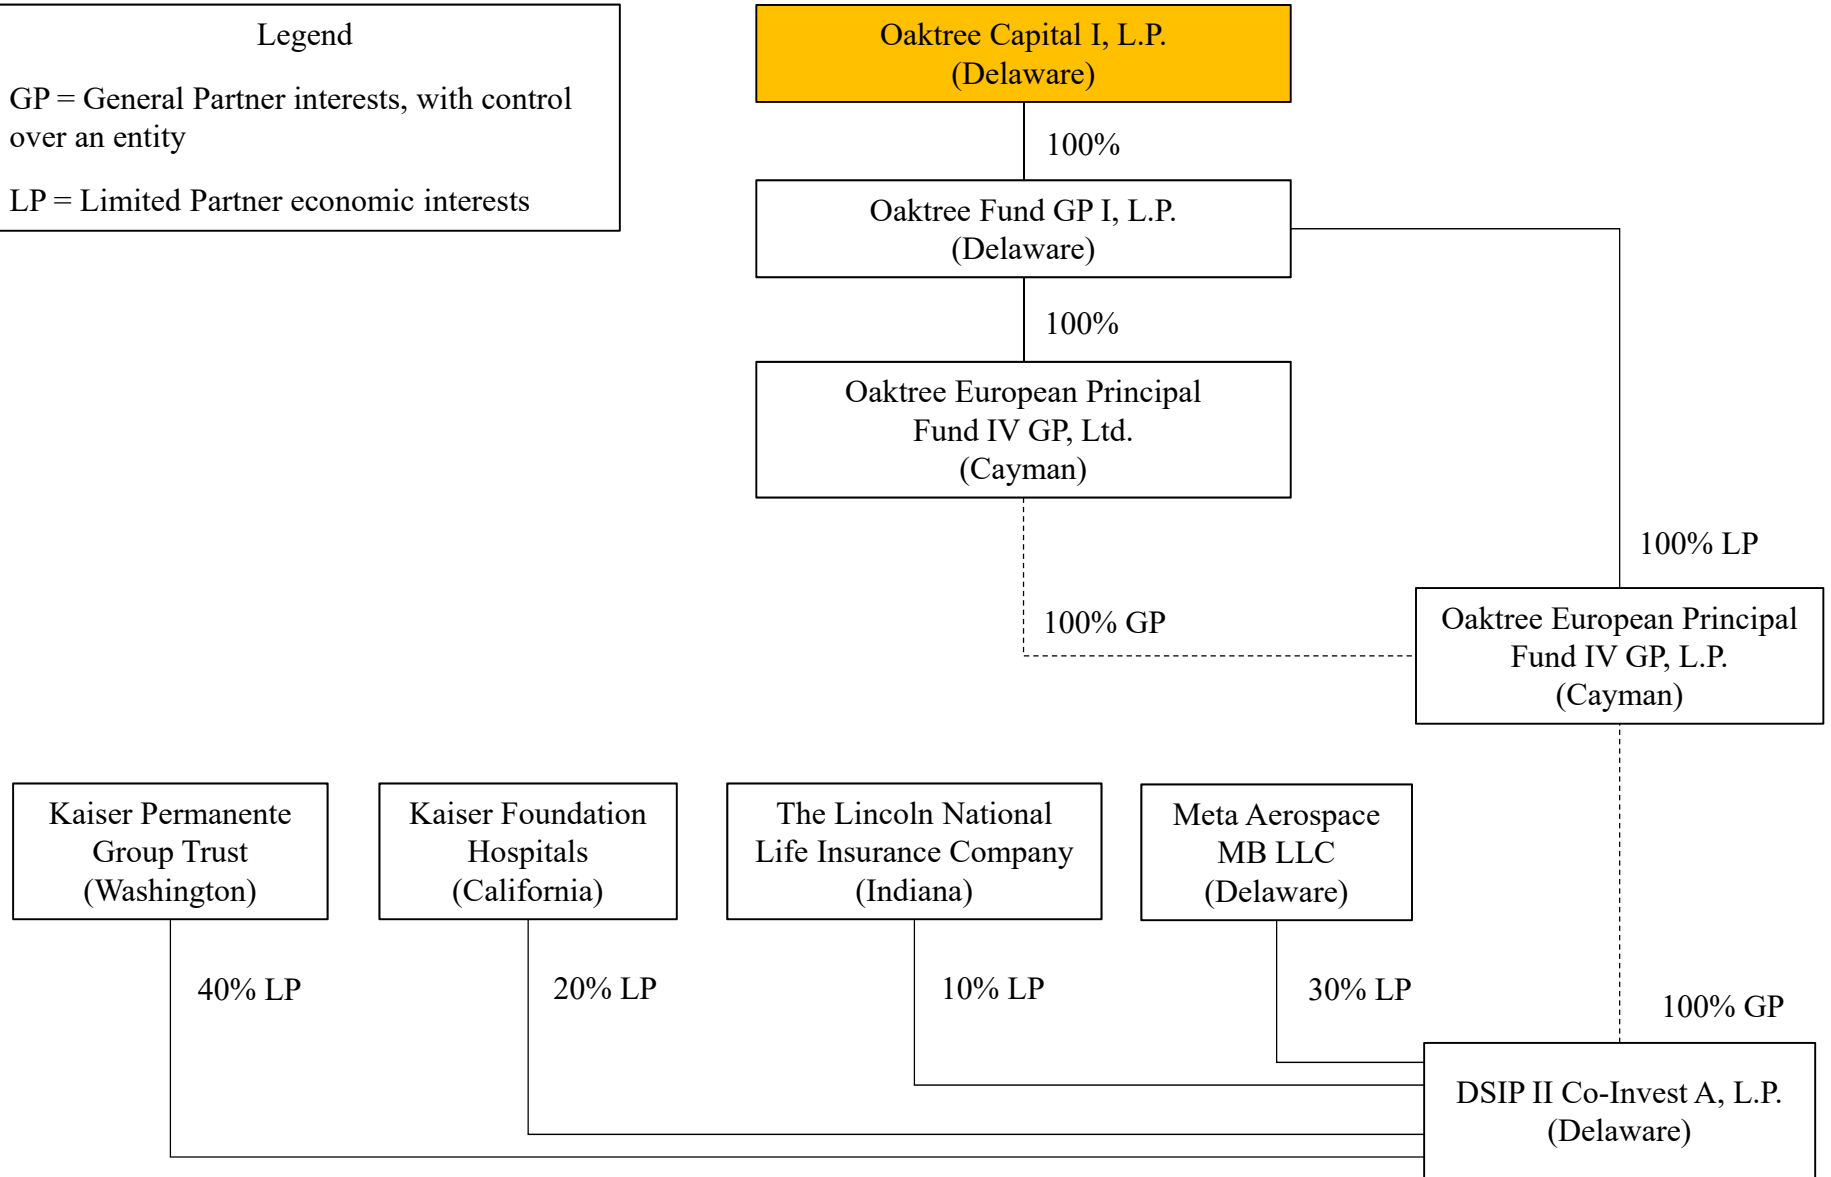 Legend
GP = General Partner interests, with control
over an entity
LP = Limited Partner economic interests
Oaktree Capital I, L.P.
(Delaware)
100%
Oaktree Fund GP I, L.P.
(Delaware)
100%
Oaktree European Principal
Fund IV GP, Ltd.
(Cayman)
100% LP
100% GP
Oaktree European Principal
Fund IV GP, L.P.
(Cayman)
Kaiser Permanente
Group Trust
(Washington)
Kaiser Foundation
Hospitals
(California)
The Lincoln National
Life Insurance Company
(Indiana)
Meta Aerospace
MB LLC
(Delaware)
40% LP
20% LP
10% LP
30% LP
100% GP
DSIP II Co-Invest A, L.P.
(Delaware)